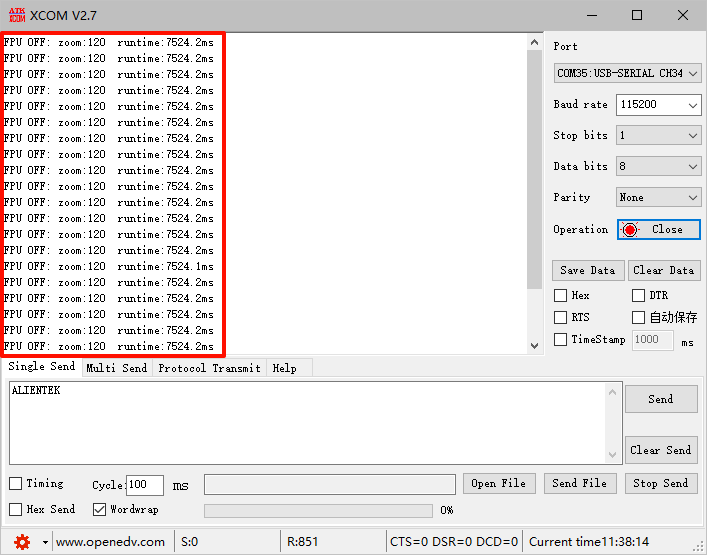 ATK XCOM XCOM V2.7
FPU OFF: zoom:120 runtime:7524.2ms
FPU OFF: zoom:120 runtime:7524.2ms
FPU OFF: zoom:120 runtime:7524.2ms
FPU OFF: zoom:120 runtime:7524.2ms
FPU OFF: zoom:120 runtime:7524.2ms
FPU OFF: zoom:120 runtime:7524.2ms
FPU OFF: zoom:120 runtime:7524.2ms
FPU OFF: zoom:120 runtime:7524.2ms
FPU OFF: zoom:120 runtime:7524.2ms
FPU OFF: zoom:120 runtime:7524.2ms
FPU OFF: zoom:120 runtime:7524.2ms
FPU OFF: zoom:120 runtime:7524.2ms
FPU OFF: zoom:120 runtime:7524.2ms
FPU OFF: zoom:120 runtime:7524.2ms
FPU OFF: zoom:120 runtime:7524.1ms
FPU OFF: zoom:120 runtime:7524.2ms
FPU OFF: zoom:120 runtime:7524.2ms
FPU OFF: zoom:120 runtime:7524.2ms
FPU OFF: zoom:120 runtime:7524.2ms
FPU OFF: zoom:120 runtime:7524.2ms
Port
COM35:USB-SERIAL CH34
Baud rate 115200
Stop bits 1
Data bits 8
Parity None
Operation Close
Save Data Clear Data
Hex DTR
RTS 自动保存
TimeStamp 1000 ms
Single Send Multi Send Protocol Transmit Help
ALIENTEK
Send
Clear Send
Timing Cycle:100 ms Open File Send File Stop Send
Hex Send Wordwrap 0%
www.openedv.com S:0 R:851 CTS=0 DSR=0 DCD=0 Current time11:38:14